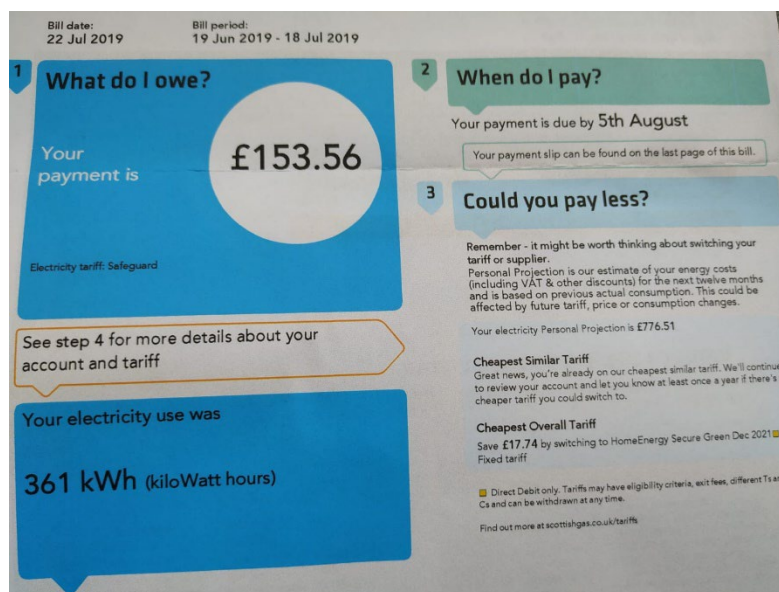 Bill date:
22 Jul 2019
Bill period:
19 Jun 2019 - 18 Jul 2019
1
What do I owe?
Your
payment is
£153.56
Electricity tariff: Safeguard
See step 4 for more details about your
account and tariff
Your electricity use was
361 kWh (kiloWatt hours)
2
When do I pay?
Your payment is due by 5th August
Your payment slip can be found on the last page of this bill.
3
Could you pay less?
Remember - it might be worth thinking about switching your
tariff or supplier.
Personal Projection is our estimate of your energy costs
(including VAT & other discounts) for the next twelve months
and is based on previous actual consumption. This could be
affected by future tariff, price or consumption changes.
Your electricity Personal Projection is £776.51
Cheapest Similar Tariff
Great news, you're already on our cheapest similar tariff. We'll continue
to review your account and let you know at least once a year if there's
cheaper tariff you could switch to.
Cheapest Overall Tariff
Save £17.74 by switching to HomeEnergy Secure Green Dec 2021
Fixed tariff
Direct Debit only. Tariffs may have eligibility criteria, exit fees, different Ts an
Cs and can be withdrawn at any time.
Find out more at scottishgas.co.uk/tariffs